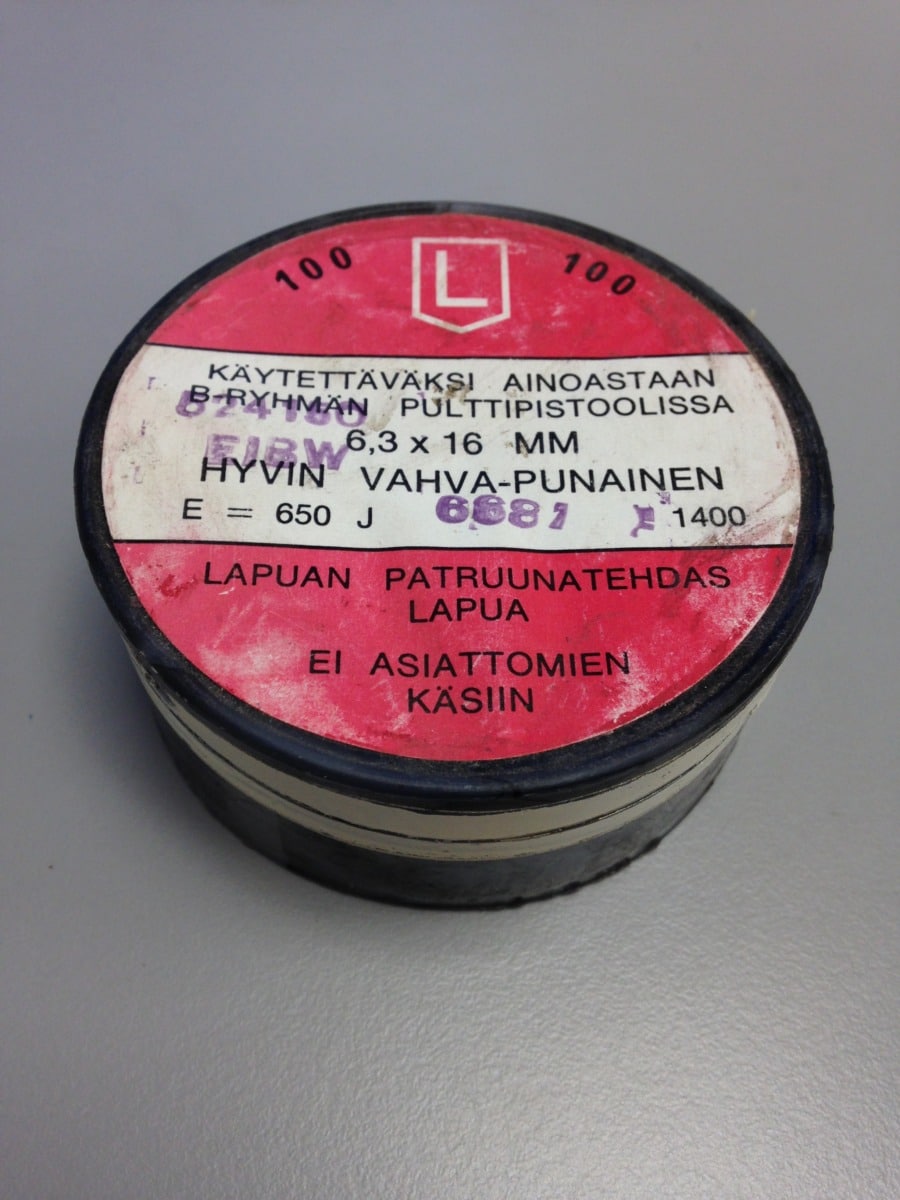 100 L 100
KÄYTETTÄVÄKSI AINOASTAAN
B-RYHMÄN PULTTIPISTOOLISSA
6,3 x 16 MM
HYVIN VAHVA-PUNAINEN
E = 650 J 1400
LAPUAN PATRUUNATEHDAS
LAPUA
EI ASIATTOMIEN
KÄSIIN